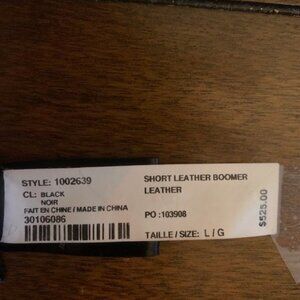 STYLE: 1002639
CL: BLACK
NOIR
FAIT EN CHINE / MADE IN CHINA
30106086
SHORT LEATHER BOOMER
LEATHER
PO :103908
TAILLE / SIZE: L / G
$525.00